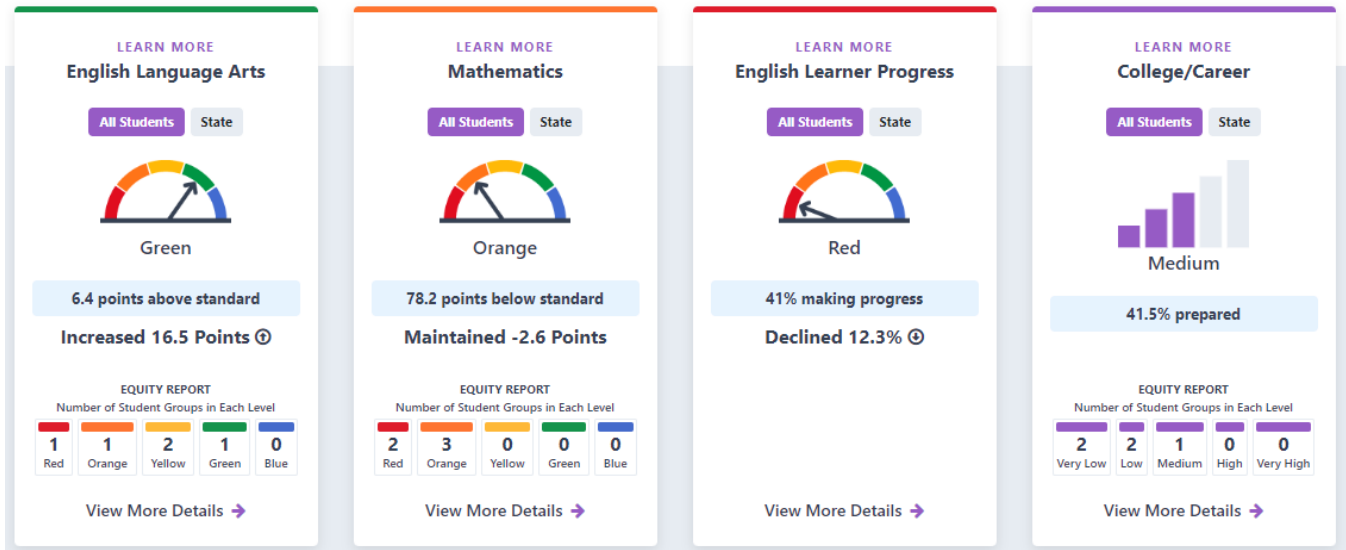 LEARN MORE
English Language Arts
All Students State
Green
6.4 points above standard
Increased 16.5 Points
EQUITY REPORT
Number of Student Groups in Each Level
1 1 2 1 0
Red Orange Yellow Green Blue
View More Details
LEARN MORE
Mathematics
All Students State
Orange
78.2 points below standard
Maintained -2.6 Points
EQUITY REPORT
Number of Student Groups in Each Level
2 3 0 0 0
Red Orange Yellow Green Blue
View More Details
LEARN MORE
English Learner Progress
All Students State
Red
41% making progress
Declined 12.3%
View More Details
LEARN MORE
College/Career
All Students State
Medium
41.5% prepared
EQUITY REPORT
Number of Student Groups in Each Level
2 2 1 0 0
Very Low Low Medium High Very High
View More Details